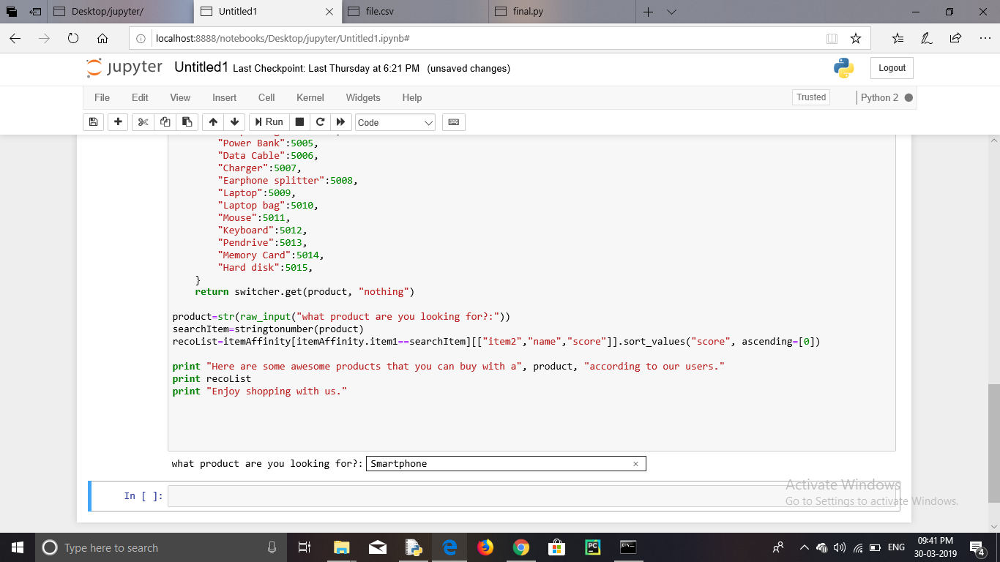 Desktop/jupyter/
Untitled1
file.csv
final.py
localhost:8888/notebooks/Desktop/jupyter/Untitled1.ipynb#
jupyter Untitled1 Last Checkpoint: Last Thursday at 6:21 PM (unsaved changes)
Logout
File Edit View Insert Cell Kernel Widgets Help
Trusted
Python 2
Run
Code
"Power Bank":5005,
"Data Cable":5006,
"Charger":5007,
"Earphone splitter":5008,
"Laptop":5009,
"Laptop bag":5010,
"Mouse":5011,
"Keyboard":5012,
"Pendrive":5013,
"Memory Card":5014,
"Hard disk":5015,
}
return switcher.get(product, "nothing")
product=str(raw_input("what product are you looking for?:"))
searchItem=stringtonumber(product)
recoList=itemAffinity[itemAffinity.item1==searchItem][["item2","name","score"]].sort_values("score", ascending=[0])
print "Here are some awesome products that you can buy with a", product, "according to our users."
print recoList
print "Enjoy shopping with us."
what product are you looking for?: Smartphone
In [ ]:
Activate Windows
Go to Settings to activate Windows.
Type here to search
PC
ENG
09:41 PM
30-03-2019
4